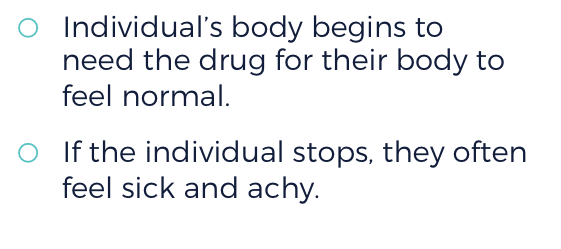 Individual’s body begins to
need the drug for their body to
feel normal.
If the individual stops, they often
feel sick and achy.